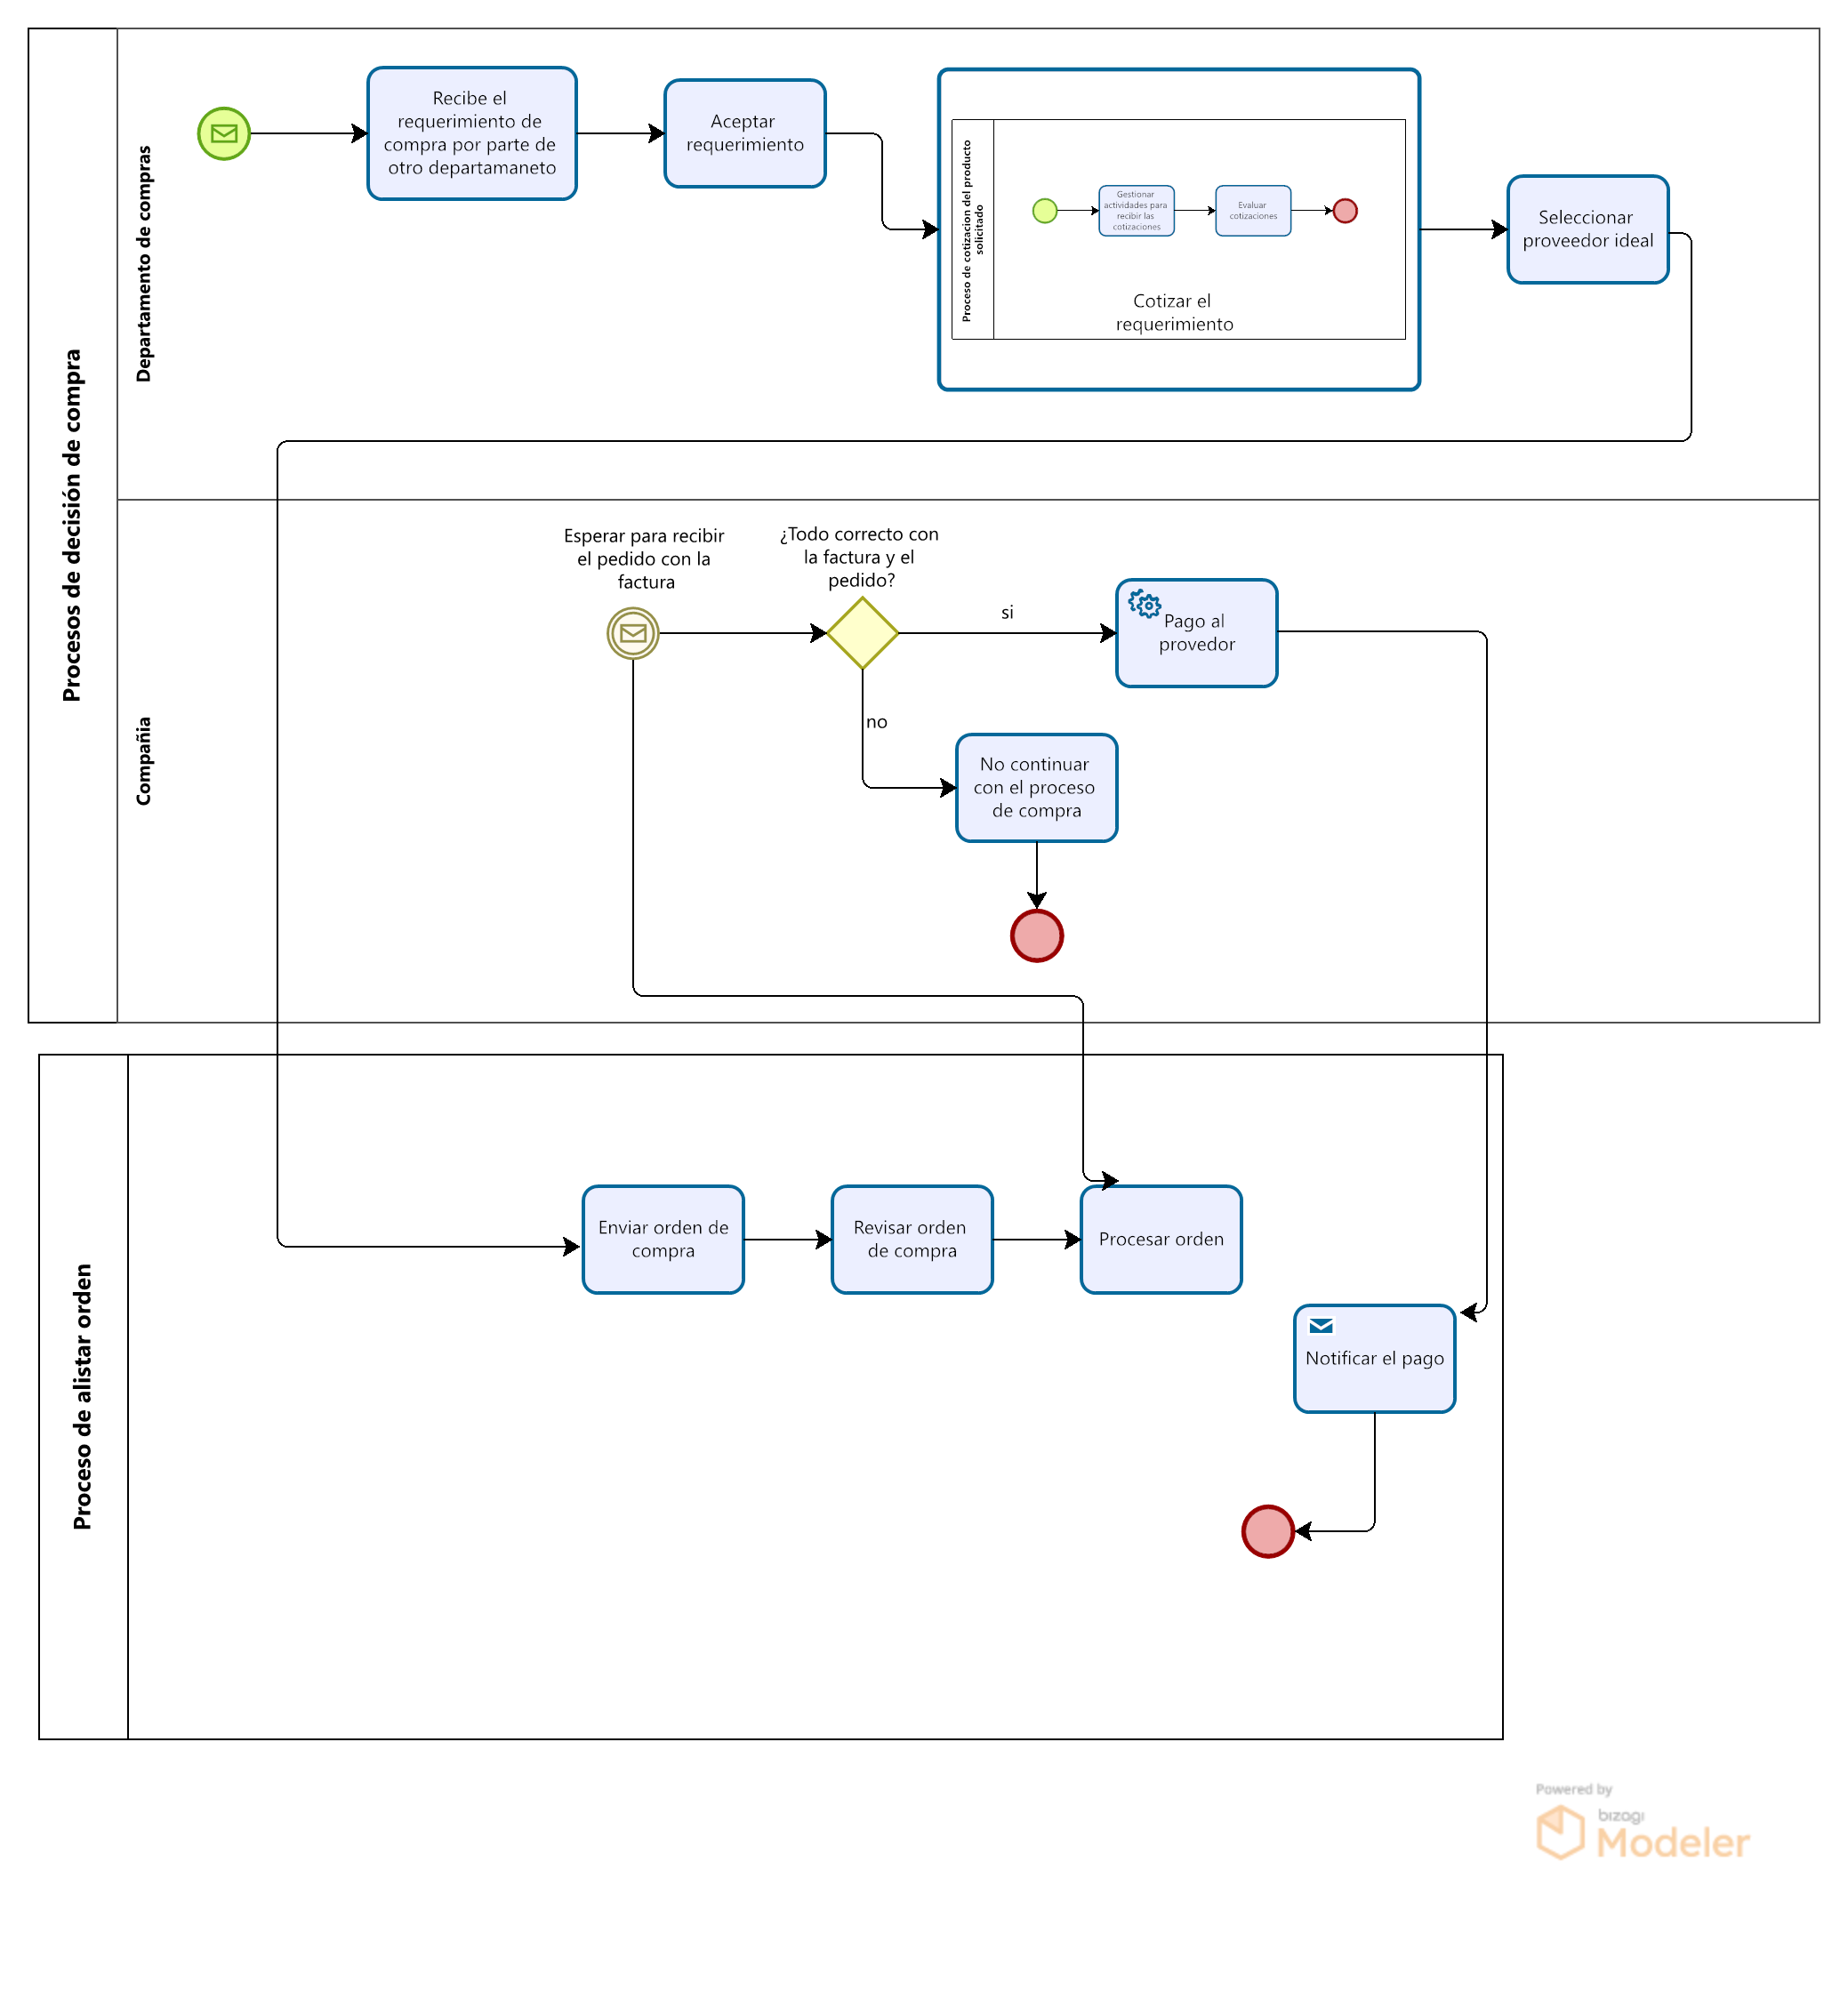 Procesos de decisión de compra
Departamento de compras
Recibe el
requerimiento de
compra por parte de
otro departamaneto
Aceptar
requerimiento
Proceso de cotizacion del producto
solicitado
Gestionar
actividades para
recibir las
cotizaciones
Evaluar
cotizaciones
Cotizar el
requerimiento
Seleccionar
proveedor ideal
Compañia
Esperar para recibir
el pedido con la
factura
¿Todo correcto con
la factura y el
pedido?
si
Pago al
provedor
no
No continuar
con el proceso
de compra
Proceso de alistar orden
Enviar orden de
compra
Revisar orden
de compra
Procesar orden
Notificar el pago
Powered by
bizagi
Modeler